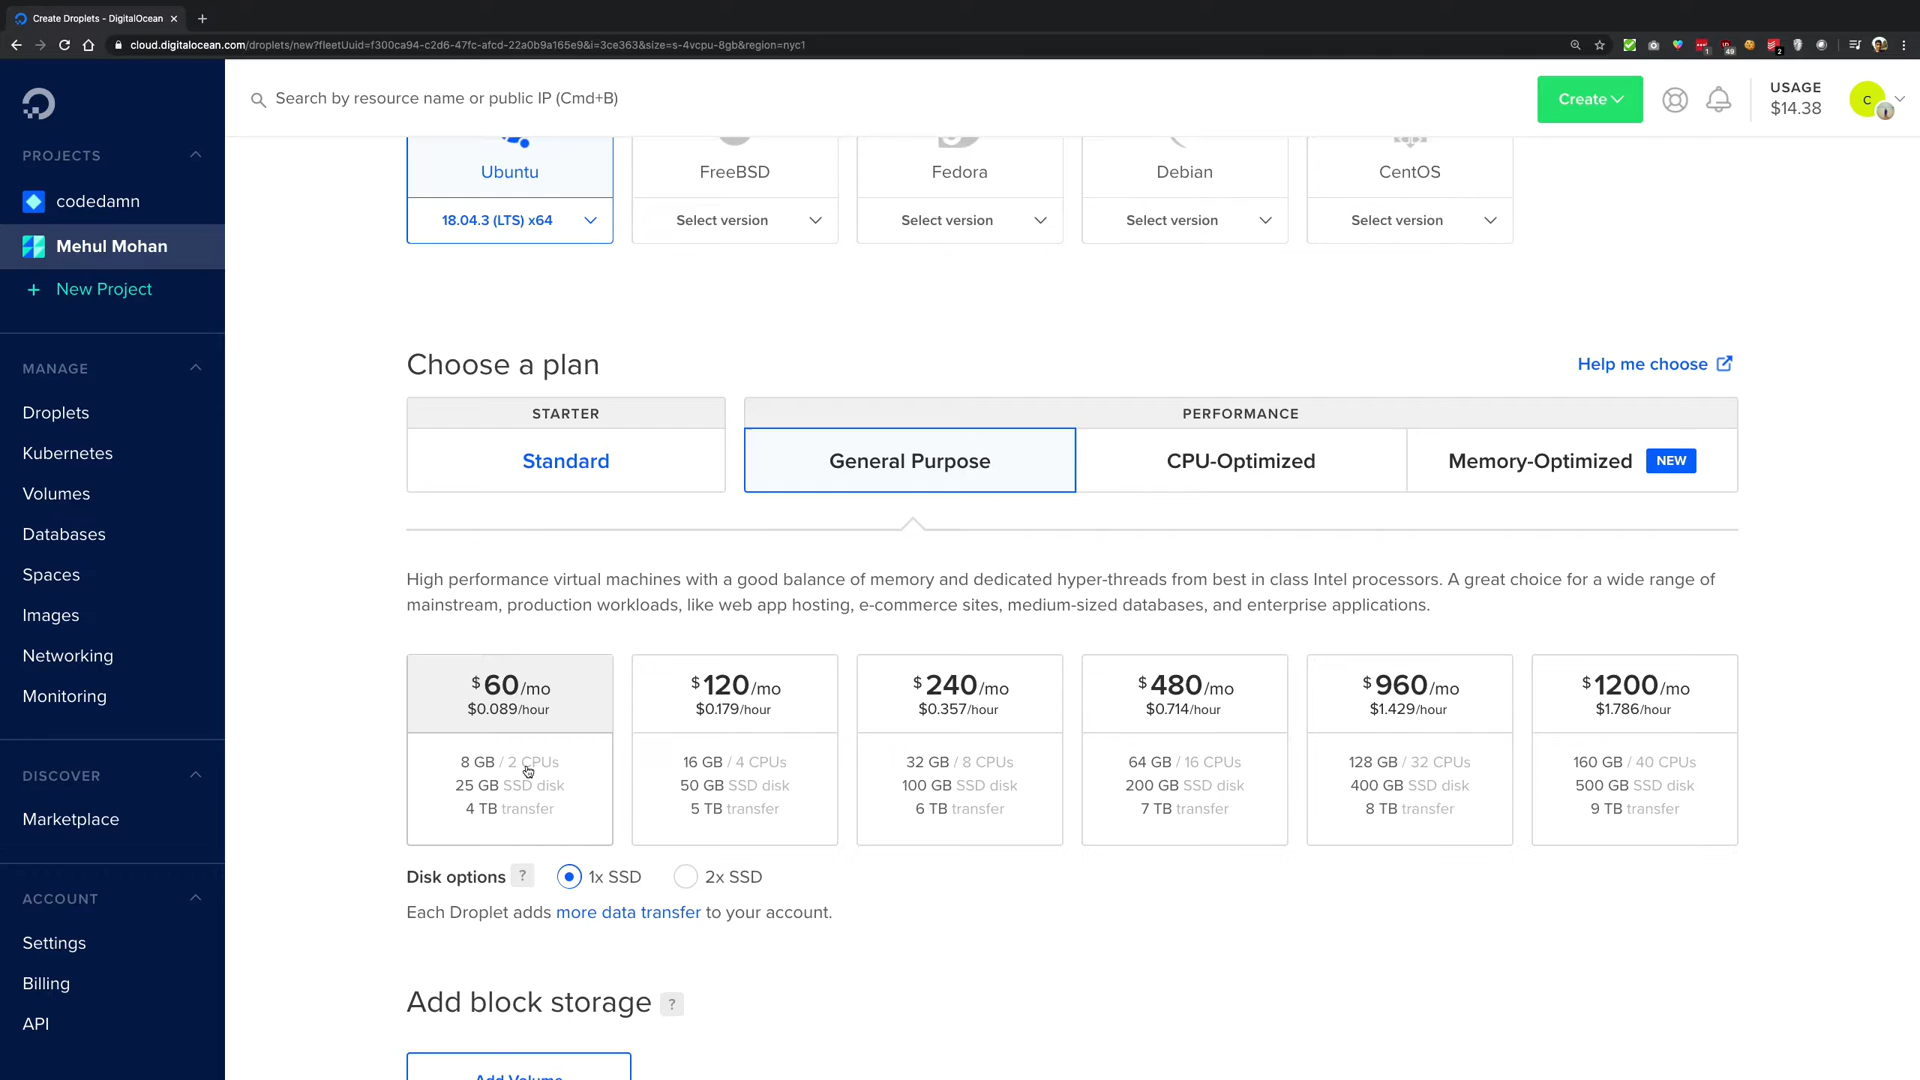 Create Droplets - DigitalOcean
cloud.digitalocean.com/droplets/new?fleetUuid=f300ca94-c2d6-47fc-afcd-22a0b9a165e9&i=3ce363&size=s-4vcpu-8gb&region=nyc1
Search by resource name or public IP (Cmd+B)
Create
USAGE
$14.38
C
PROJECTS
codedamn
Mehul Mohan
+ New Project
MANAGE
Droplets
Kubernetes
Volumes
Databases
Spaces
Images
Networking
Monitoring
DISCOVER
Marketplace
ACCOUNT
Settings
Billing
API
Ubuntu
18.04.3 (LTS) x64
FreeBSD
Select version
Fedora
Select version
Debian
Select version
CentOS
Select version
Choose a plan
Help me choose
STARTER
Standard
PERFORMANCE
General Purpose
CPU-Optimized
Memory-Optimized NEW
High performance virtual machines with a good balance of memory and dedicated hyper-threads from best in class Intel processors. A great choice for a wide range of
mainstream, production workloads, like web app hosting, e-commerce sites, medium-sized databases, and enterprise applications.
$60/mo
$0.089/hour
8 GB / 2 CPUs
25 GB SSD disk
4 TB transfer
$120/mo
$0.179/hour
16 GB / 4 CPUs
50 GB SSD disk
5 TB transfer
$240/mo
$0.357/hour
32 GB / 8 CPUs
100 GB SSD disk
6 TB transfer
$480/mo
$0.714/hour
64 GB / 16 CPUs
200 GB SSD disk
7 TB transfer
$960/mo
$1.429/hour
128 GB / 32 CPUs
400 GB SSD disk
8 TB transfer
$1200/mo
$1.786/hour
160 GB / 40 CPUs
500 GB SSD disk
9 TB transfer
Disk options ? 1x SSD 2x SSD
Each Droplet adds more data transfer to your account.
Add block storage ?
Add Volume